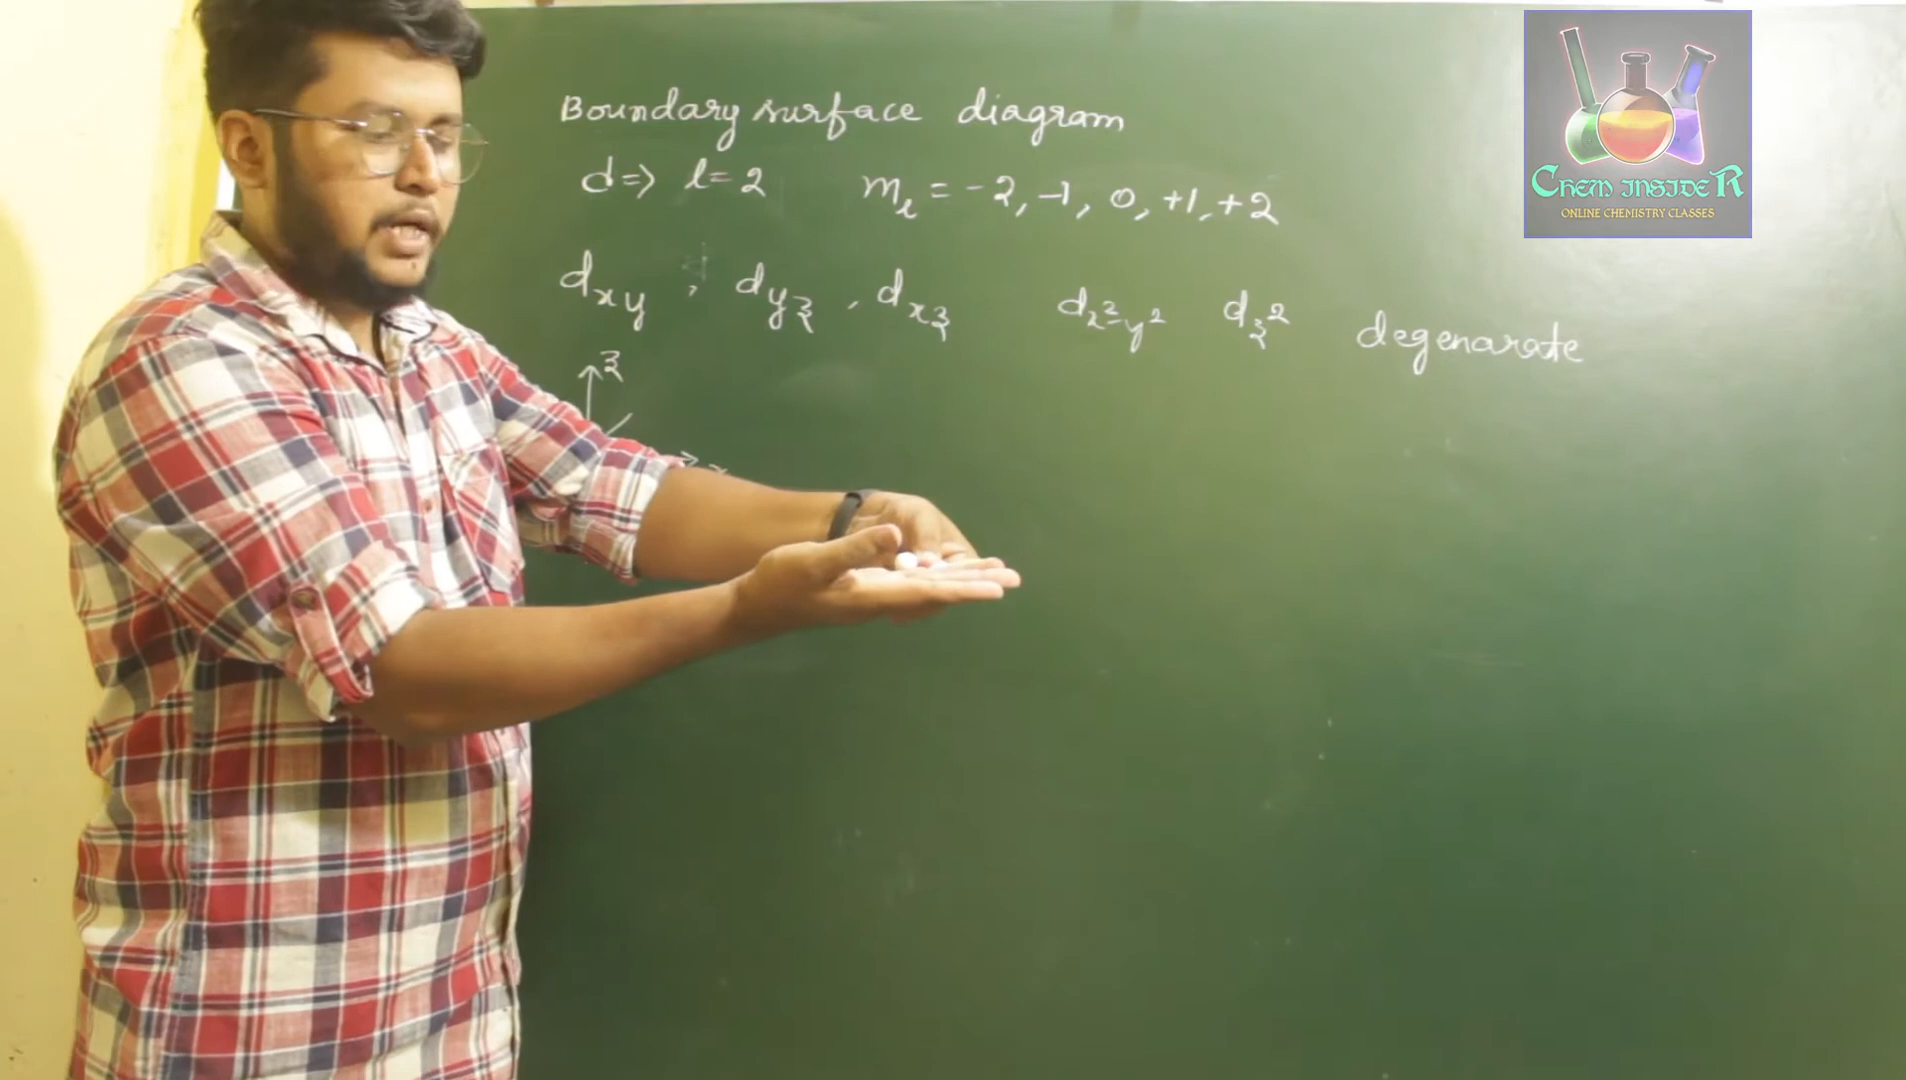 Boundary surface diagram
d => l = 2 mₗ = -2, -1, 0, +1, +2
dxy, dyz, dxz dx²-y² dz² degenarate
z
CHEM INSIDER
ONLINE CHEMISTRY CLASSES